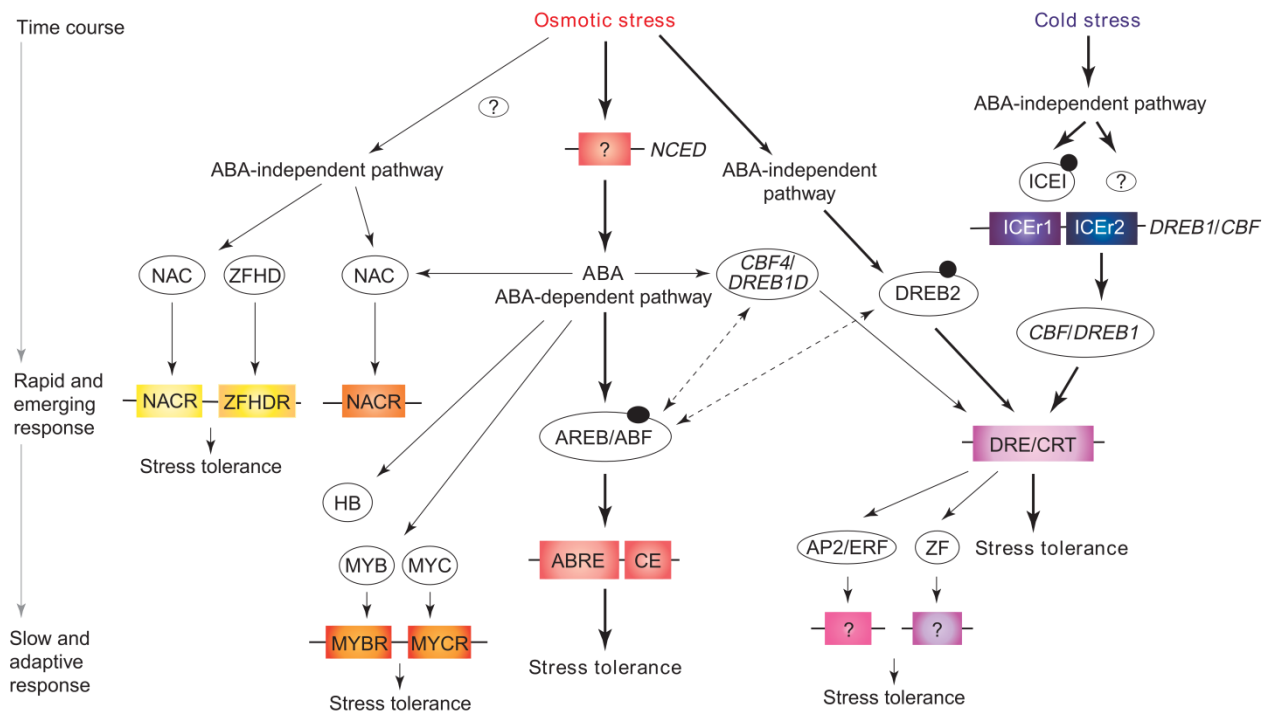 Time course
Osmotic stress
Cold stress
ABA-independent pathway
?
? NCED
ABA-independent pathway
ABA-independent
pathway
ICEI
?
ICEr1 ICEr2 DREB1/CBF
NAC ZFHD NAC
ABA
ABA-dependent pathway
CBF4/
DREB1D
DREB2
CBF/DREB1
Rapid and
emerging
response
NACR ZFHDR NACR
AREB/ABF
DRE/CRT
Stress tolerance
HB
MYB MYC
ABRE CE
AP2/ERF ZF
Stress tolerance
Slow and
adaptive
response
MYBR MYCR
? ?
Stress tolerance
Stress tolerance
Stress tolerance